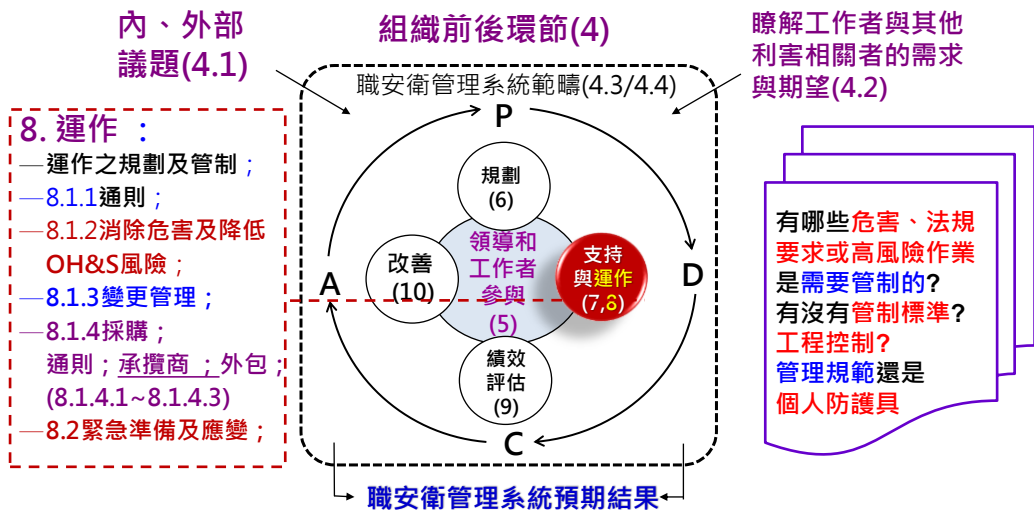 內、外部
議題(4.1)
組織前後環節(4)
瞭解工作者與其他
利害相關者的需求
與期望(4.2)
職安衛管理系統範疇(4.3/4.4)
P
8. 運作 ：
—運作之規劃及管制；
—8.1.1通則；
—8.1.2消除危害及降低
OH&S風險；
—8.1.3變更管理；
—8.1.4採購；
通則；承攬商 ；外包；
(8.1.4.1~8.1.4.3)
—8.2緊急準備及應變；
規劃
(6)
領導和
工作者
參與
(5)
改善
(10)
A
支持
與運作
(7,8)
D
績效
評估
(9)
C
有哪些危害、法規
要求或高風險作業
是需要管制的?
有沒有管制標準?
工程控制?
管理規範還是
個人防護具
職安衛管理系統預期結果